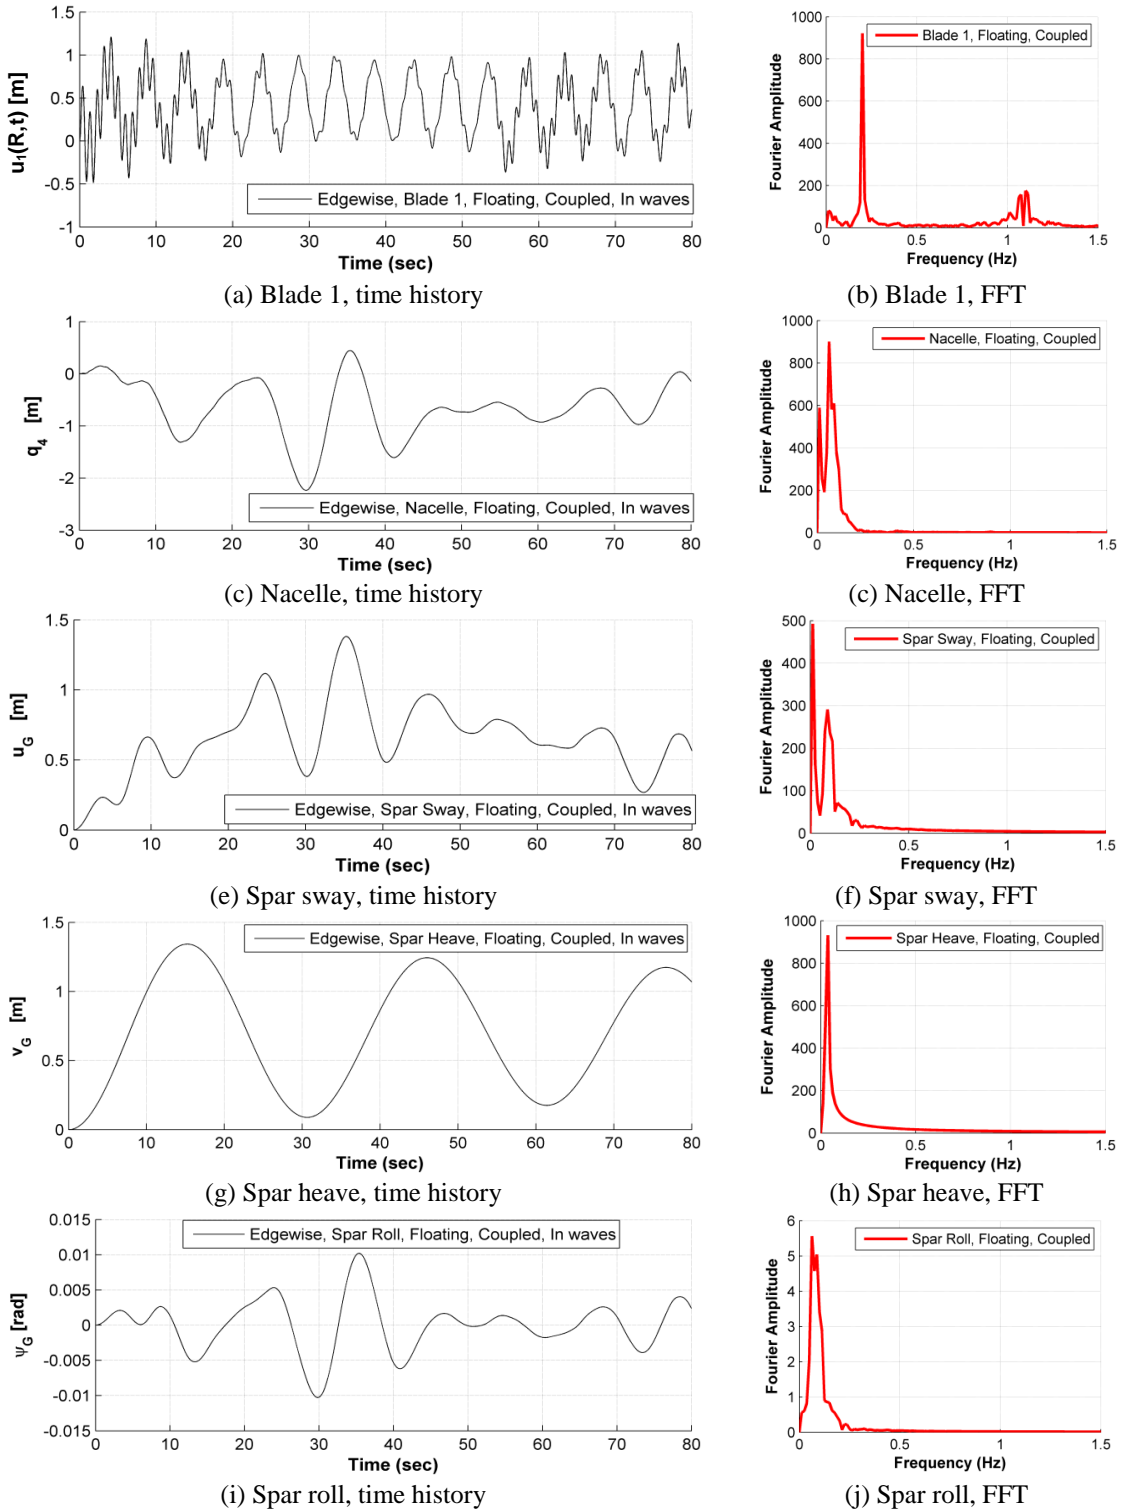 u₁(R,t) [m]
1.5
1
0.5
0
-0.5
-1
Edgewise, Blade 1, Floating, Coupled, In waves
0 10 20 30 40 50 60 70 80
Time (sec)
(a) Blade 1, time history
Fourier Amplitude
1000
800
600
400
200
0
Blade 1, Floating, Coupled
0 0.5 1 1.5
Frequency (Hz)
(b) Blade 1, FFT
q₄ [m]
1
0
-1
-2
-3
Edgewise, Nacelle, Floating, Coupled, In waves
0 10 20 30 40 50 60 70 80
Time (sec)
(c) Nacelle, time history
Fourier Amplitude
1000
800
600
400
200
0
Nacelle, Floating, Coupled
0 0.5 1 1.5
Frequency (Hz)
(c) Nacelle, FFT
u_G [m]
1.5
1
0.5
0
Edgewise, Spar Sway, Floating, Coupled, In waves
0 10 20 30 40 50 60 70 80
Time (sec)
(e) Spar sway, time history
Fourier Amplitude
500
400
300
200
100
0
Spar Sway, Floating, Coupled
0 0.5 1 1.5
Frequency (Hz)
(f) Spar sway, FFT
v_G [m]
1.5
1
0.5
0
Edgewise, Spar Heave, Floating, Coupled, In waves
0 10 20 30 40 50 60 70 80
Time (sec)
(g) Spar heave, time history
Fourier Amplitude
1000
800
600
400
200
0
Spar Heave, Floating, Coupled
0 0.5 1 1.5
Frequency (Hz)
(h) Spar heave, FFT
ψ_G [rad]
0.015
0.01
0.005
0
-0.005
-0.01
-0.015
Edgewise, Spar Roll, Floating, Coupled, In waves
0 10 20 30 40 50 60 70 80
Time (sec)
(i) Spar roll, time history
Fourier Amplitude
6
5
4
3
2
1
0
Spar Roll, Floating, Coupled
0 0.5 1 1.5
Frequency (Hz)
(j) Spar roll, FFT